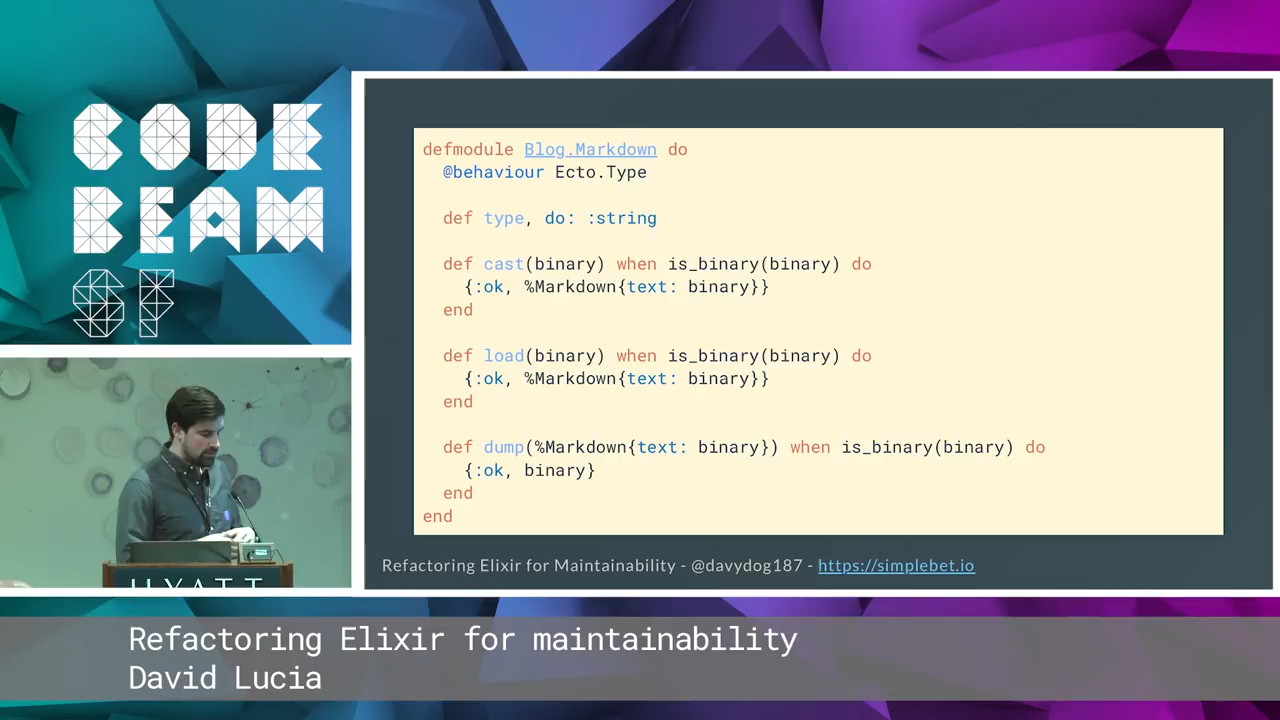 CODE
BEAM
SF
defmodule Blog.Markdown do
@behaviour Ecto.Type
def type, do: :string
def cast(binary) when is_binary(binary) do
{:ok, %Markdown{text: binary}}
end
def load(binary) when is_binary(binary) do
{:ok, %Markdown{text: binary}}
end
def dump(%Markdown{text: binary}) when is_binary(binary) do
{:ok, binary}
end
end
Refactoring Elixir for Maintainability - @davydog187 - https://simplebet.io
HYATT
Refactoring Elixir for maintainability
David Lucia